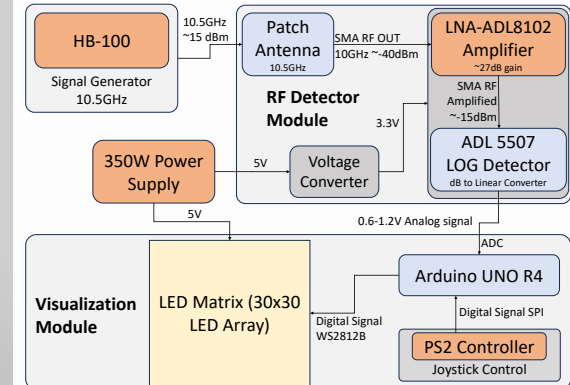 HB-100
Signal Generator
10.5GHz
10.5GHz
~15 dBm
Patch
Antenna
10.5GHz
SMA RF OUT
10GHz ~-40dBm
LNA-ADL8102
Amplifier
~27dB gain
RF Detector
Module
SMA RF
Amplified
~-15dBm
3.3V
350W Power
Supply
5V
Voltage
Converter
ADL 5507
LOG Detector
dB to Linear Converter
5V
0.6-1.2V Analog signal
ADC
Visualization
Module
LED Matrix (30x30
LED Array)
Arduino UNO R4
Digital Signal
WS2812B
Digital Signal SPI
PS2 Controller
Joystick Control